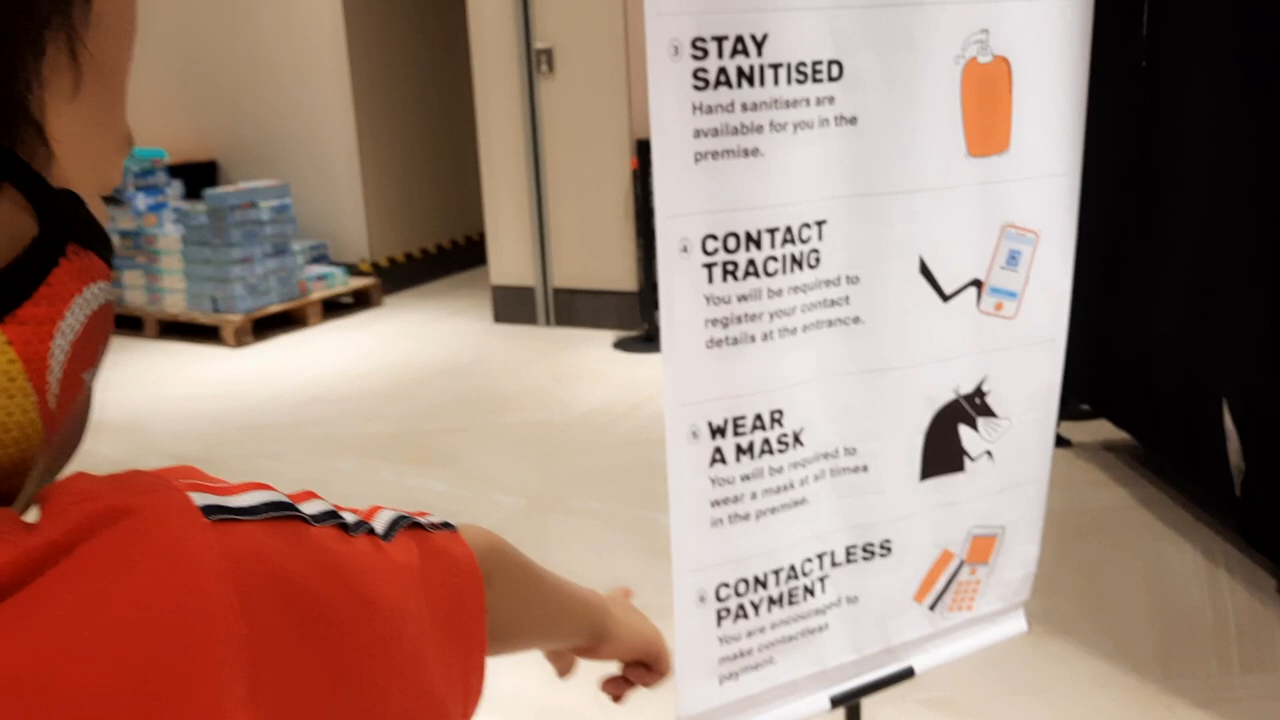 3 STAY
SANITISED
Hand sanitisers are
available for you in the
premise.
4 CONTACT
TRACING
You will be required to
register your contact
details at the entrance.
5 WEAR
A MASK
You will be required to
wear a mask at all times
in the premise.
6 CONTACTLESS
PAYMENT
You are encouraged to
make contactless
payment.